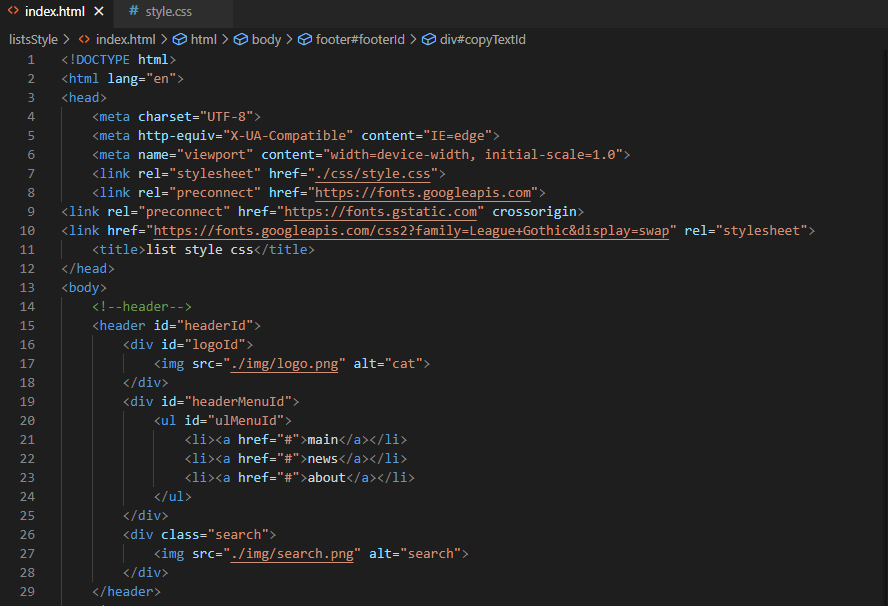 index.html
style.css
listsStyle > index.html > html > body > footer#footerId > div#copyTextId
1 <!DOCTYPE html>
2 <html lang="en">
3 <head>
4     <meta charset="UTF-8">
5     <meta http-equiv="X-UA-Compatible" content="IE=edge">
6     <meta name="viewport" content="width=device-width, initial-scale=1.0">
7     <link rel="stylesheet" href="./css/style.css">
8     <link rel="preconnect" href="https://fonts.googleapis.com">
9 <link rel="preconnect" href="https://fonts.gstatic.com" crossorigin>
10 <link href="https://fonts.googleapis.com/css2?family=League+Gothic&display=swap" rel="stylesheet">
11     <title>list style css</title>
12 </head>
13 <body>
14     <!--header-->
15     <header id="headerId">
16         <div id="logoId">
17             <img src="./img/logo.png" alt="cat">
18         </div>
19         <div id="headerMenuId">
20             <ul id="ulMenuId">
21                 <li><a href="#">main</a></li>
22                 <li><a href="#">news</a></li>
23                 <li><a href="#">about</a></li>
24             </ul>
25         </div>
26         <div class="search">
27             <img src="./img/search.png" alt="search">
28         </div>
29     </header>